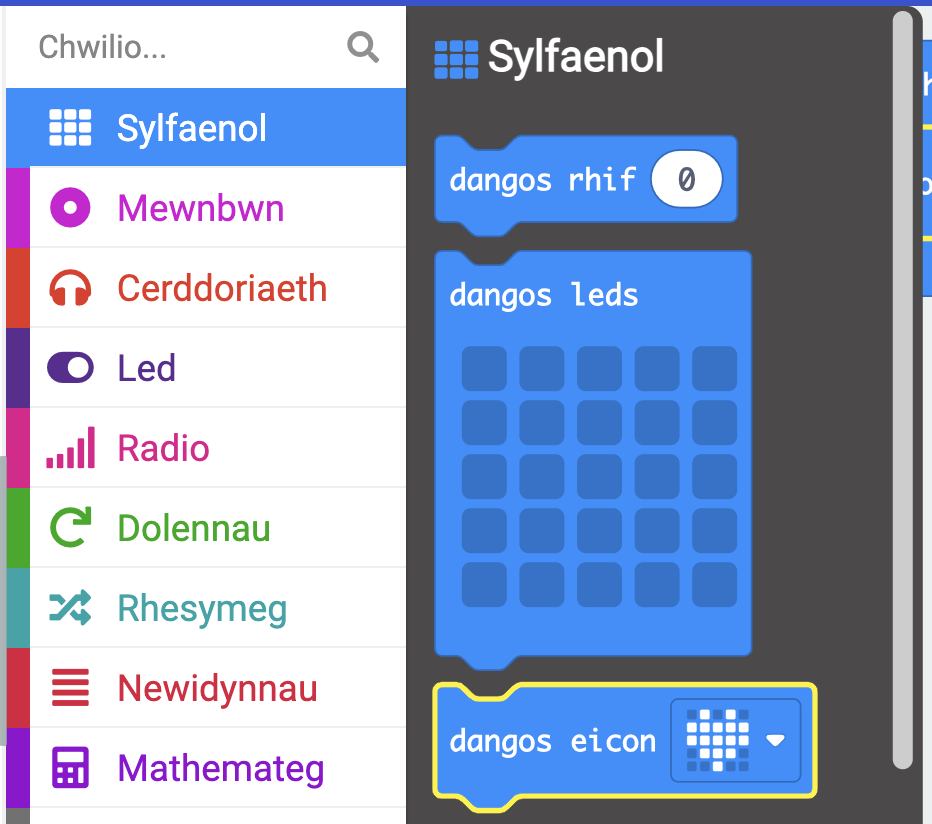 Chwilio...
Sylfaenol
Mewnbwn
Cerddoriaeth
Led
Radio
Dolennau
Rhesymeg
Newidynnau
Mathemateg
Sylfaenol
dangos rhif 0
dangos leds
dangos eicon